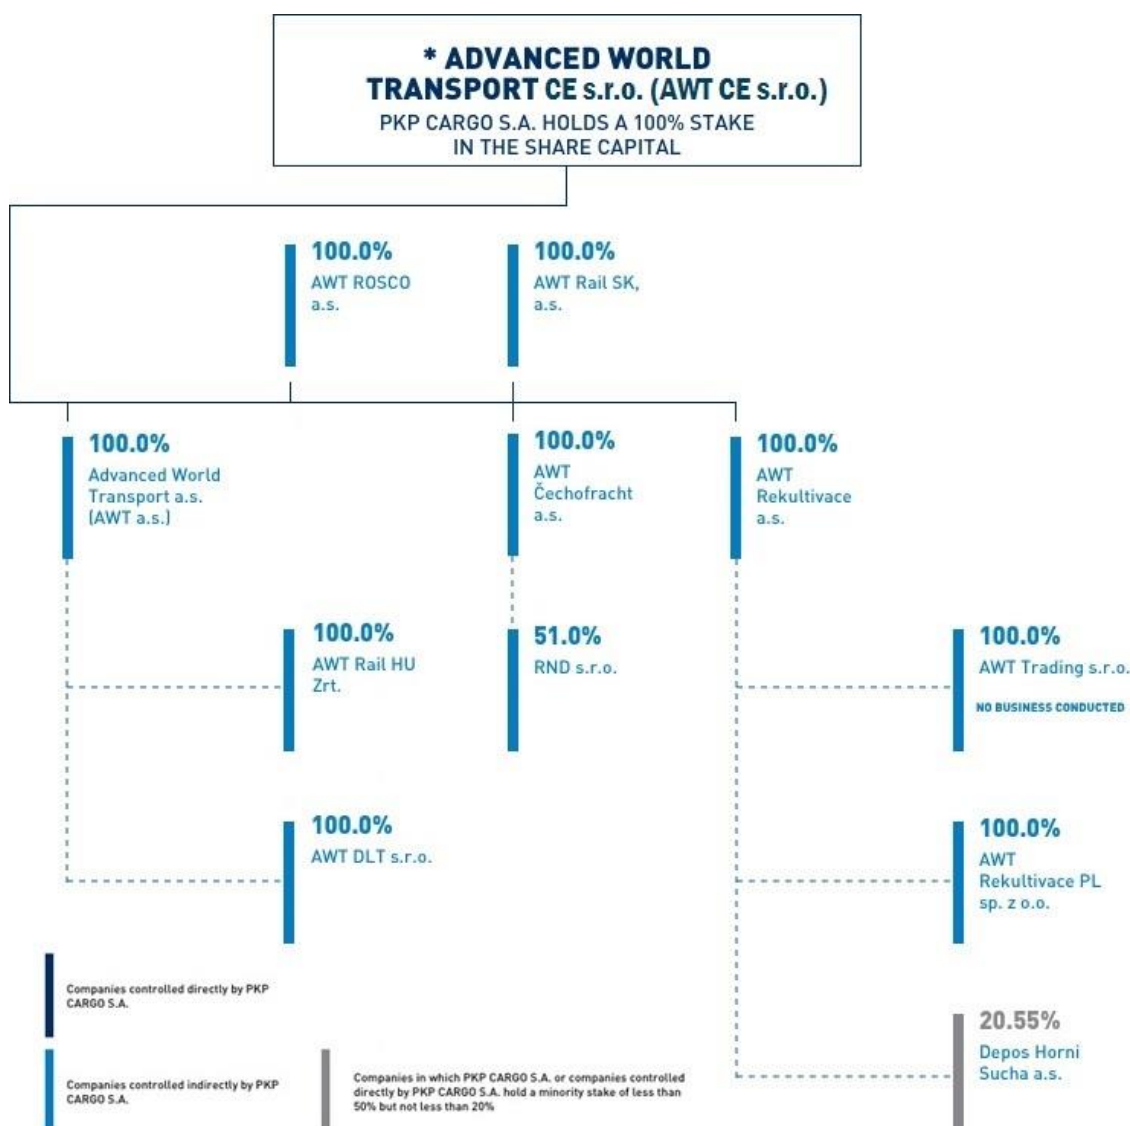 * ADVANCED WORLD
TRANSPORT CE s.r.o. (AWT CE s.r.o.)
PKP CARGO S.A. HOLDS A 100% STAKE
IN THE SHARE CAPITAL
100.0%
AWT ROSCO
a.s.
100.0%
AWT Rail SK,
a.s.
100.0%
Advanced World
Transport a.s.
(AWT a.s.)
100.0%
AWT
Čechofracht
a.s.
100.0%
AWT
Rekultivace
a.s.
100.0%
AWT Rail HU
Zrt.
51.0%
RND s.r.o.
100.0%
AWT Trading s.r.o.
NO BUSINESS CONDUCTED
100.0%
AWT DLT s.r.o.
100.0%
AWT
Rekultivace PL
sp. z o.o.
20.55%
Depos Horni
Sucha a.s.
Companies controlled directly by PKP
CARGO S.A.
Companies controlled indirectly by PKP
CARGO S.A.
Companies in which PKP CARGO S.A. or companies controlled
directly by PKP CARGO S.A. hold a minority stake of less than
50% but not less than 20%